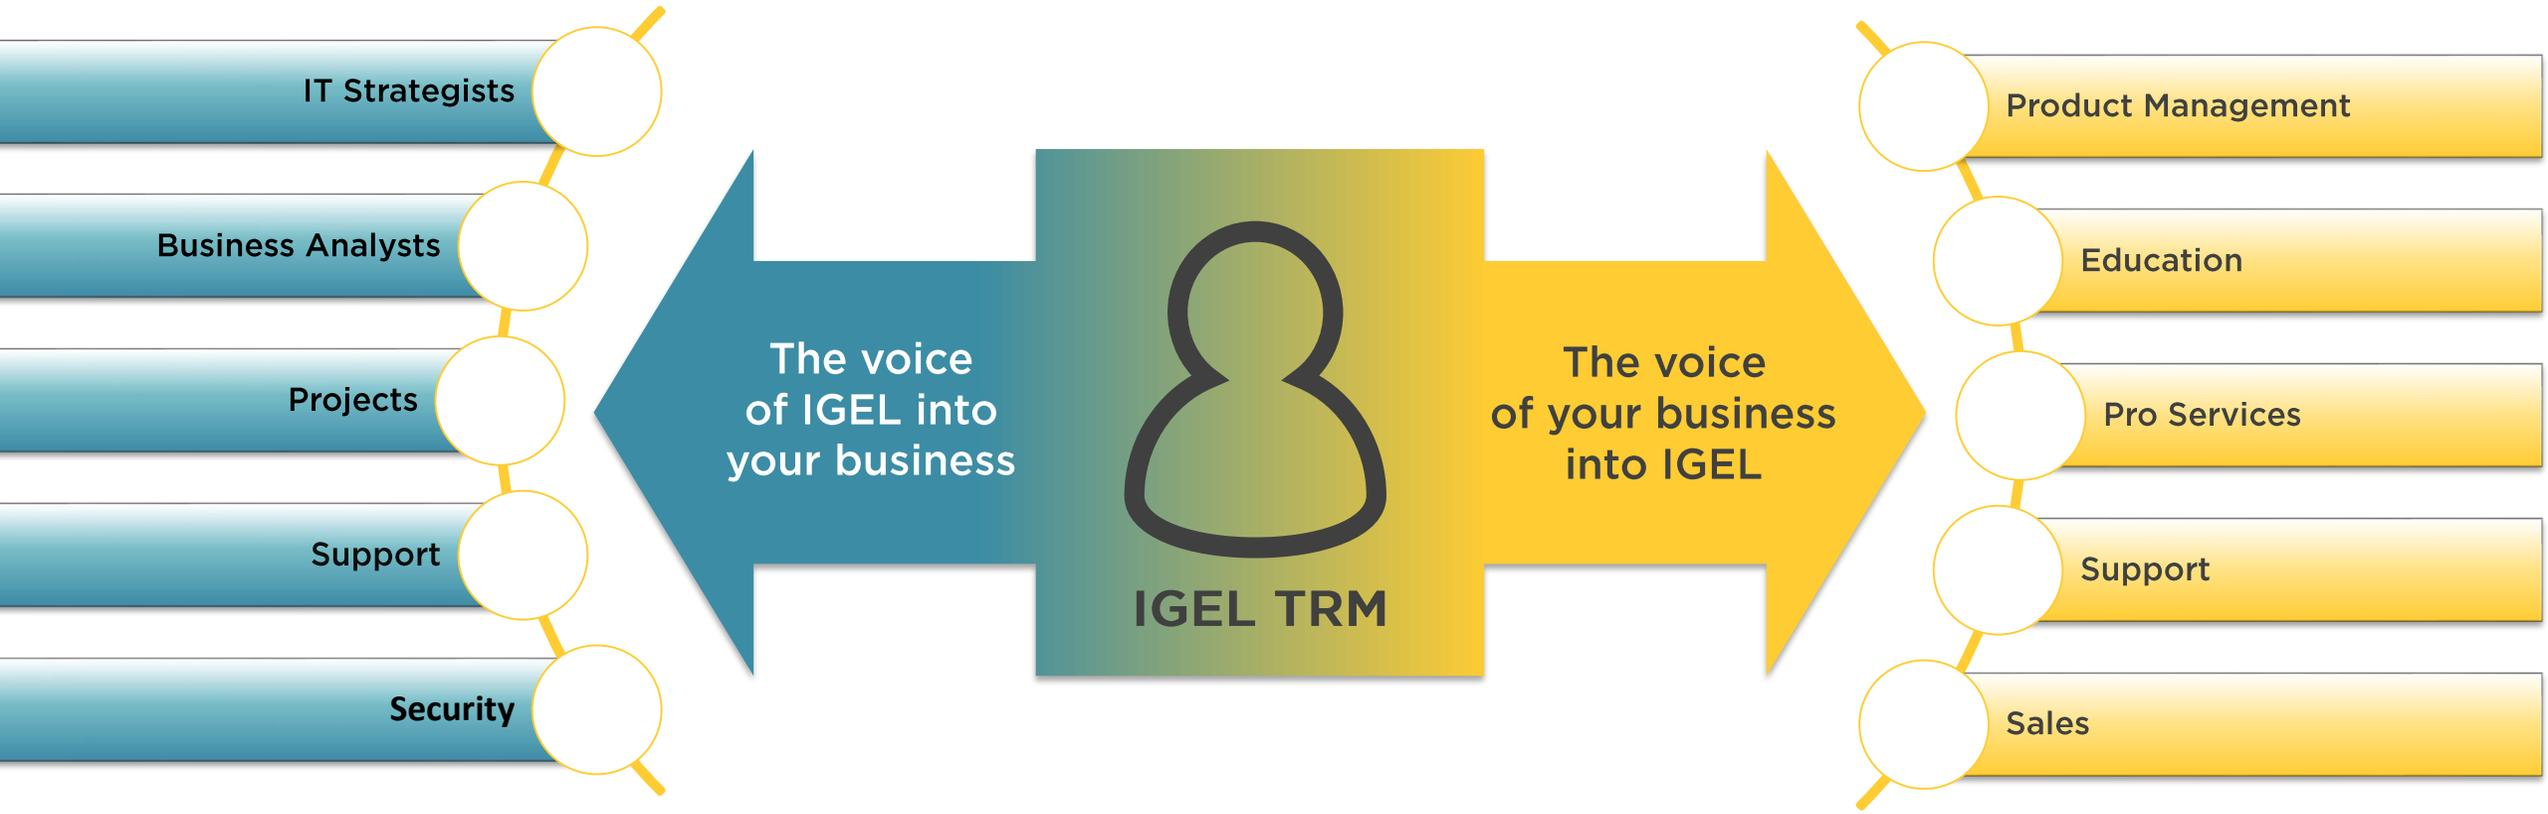 IT Strategists
Business Analysts
Projects
Support
Security
The voice
of IGEL into
your business
IGEL TRM
The voice
of your business
into IGEL
Product Management
Education
Pro Services
Support
Sales